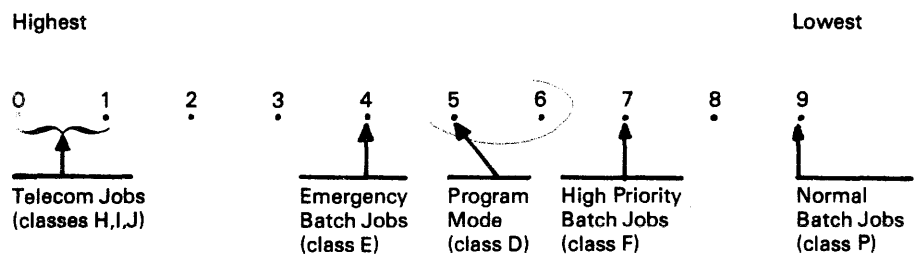 Highest Lowest
0 1 2 3 4 5 6 7 8 9
Telecom Jobs
(classes H,I,J)
Emergency
Batch Jobs
(class E)
Program
Mode
(class D)
High Priority
Batch Jobs
(class F)
Normal
Batch Jobs
(class P)